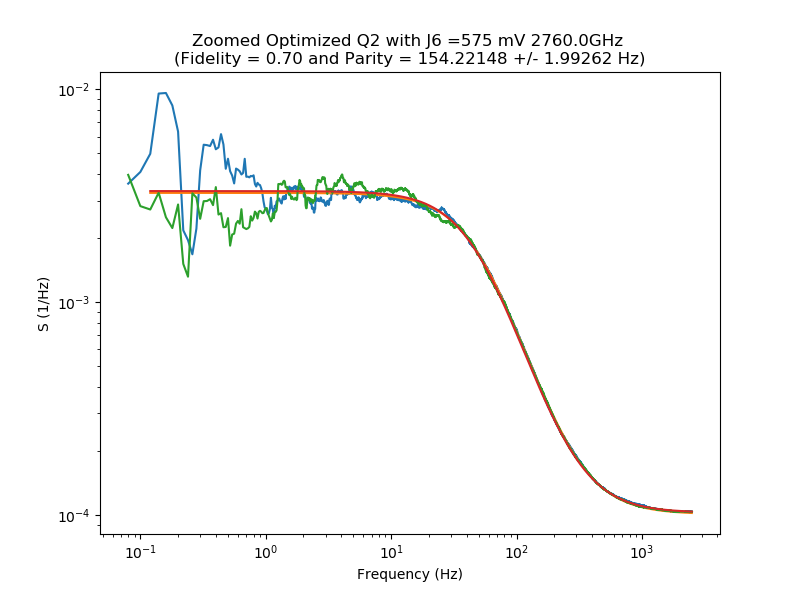 Zoomed Optimized Q2 with J6 =575 mV 2760.0GHz
(Fidelity = 0.70 and Parity = 154.22148 +/- 1.99262 Hz)
10⁻²
10⁻³
10⁻⁴
S (1/Hz)
10⁻¹ 10⁰ 10¹ 10² 10³
Frequency (Hz)